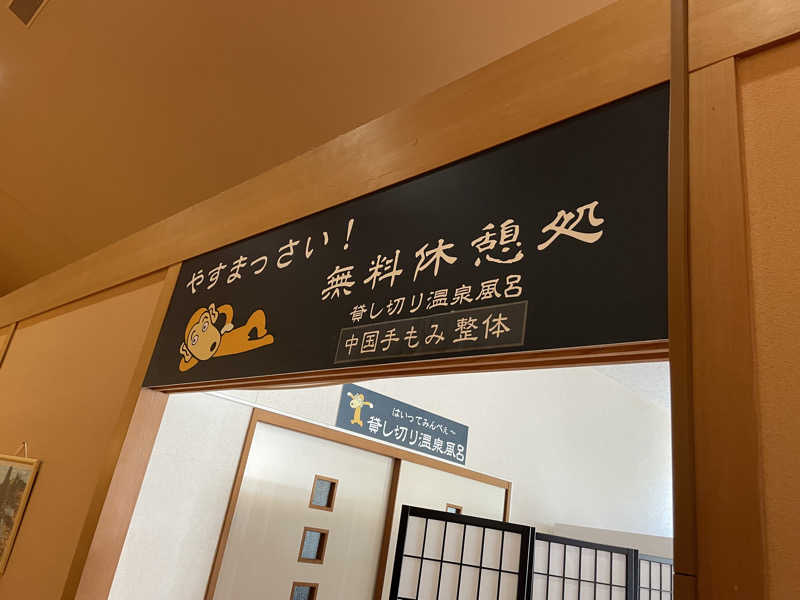 やすまっさい！
無料休憩処
貸し切り温泉風呂
中国手もみ 整体
はいってみんべぇ～
貸し切り温泉風呂